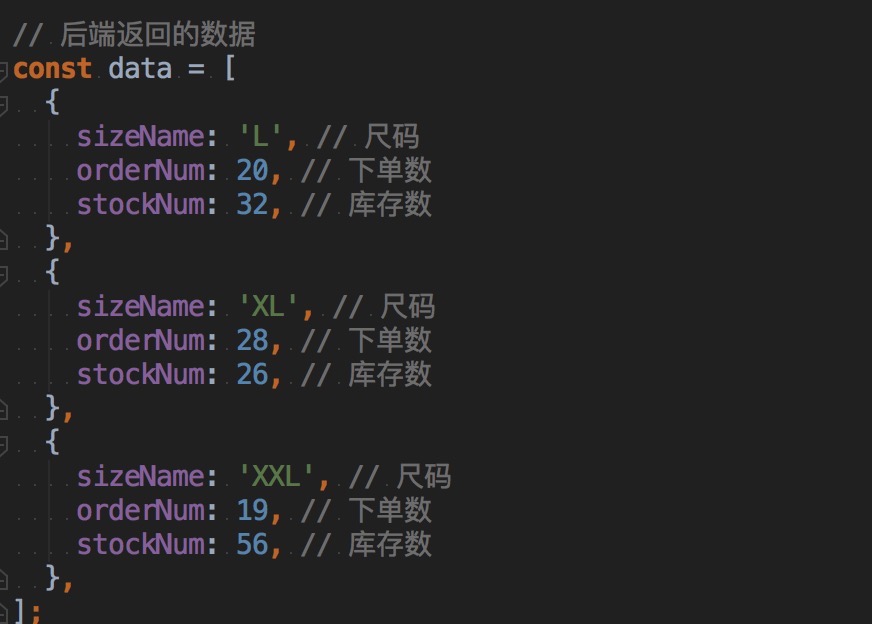 // 后端返回的数据
const data = [
  {
    sizeName: 'L', // 尺码
    orderNum: 20, // 下单数
    stockNum: 32, // 库存数
  },
  {
    sizeName: 'XL', // 尺码
    orderNum: 28, // 下单数
    stockNum: 26, // 库存数
  },
  {
    sizeName: 'XXL', // 尺码
    orderNum: 19, // 下单数
    stockNum: 56, // 库存数
  },
];